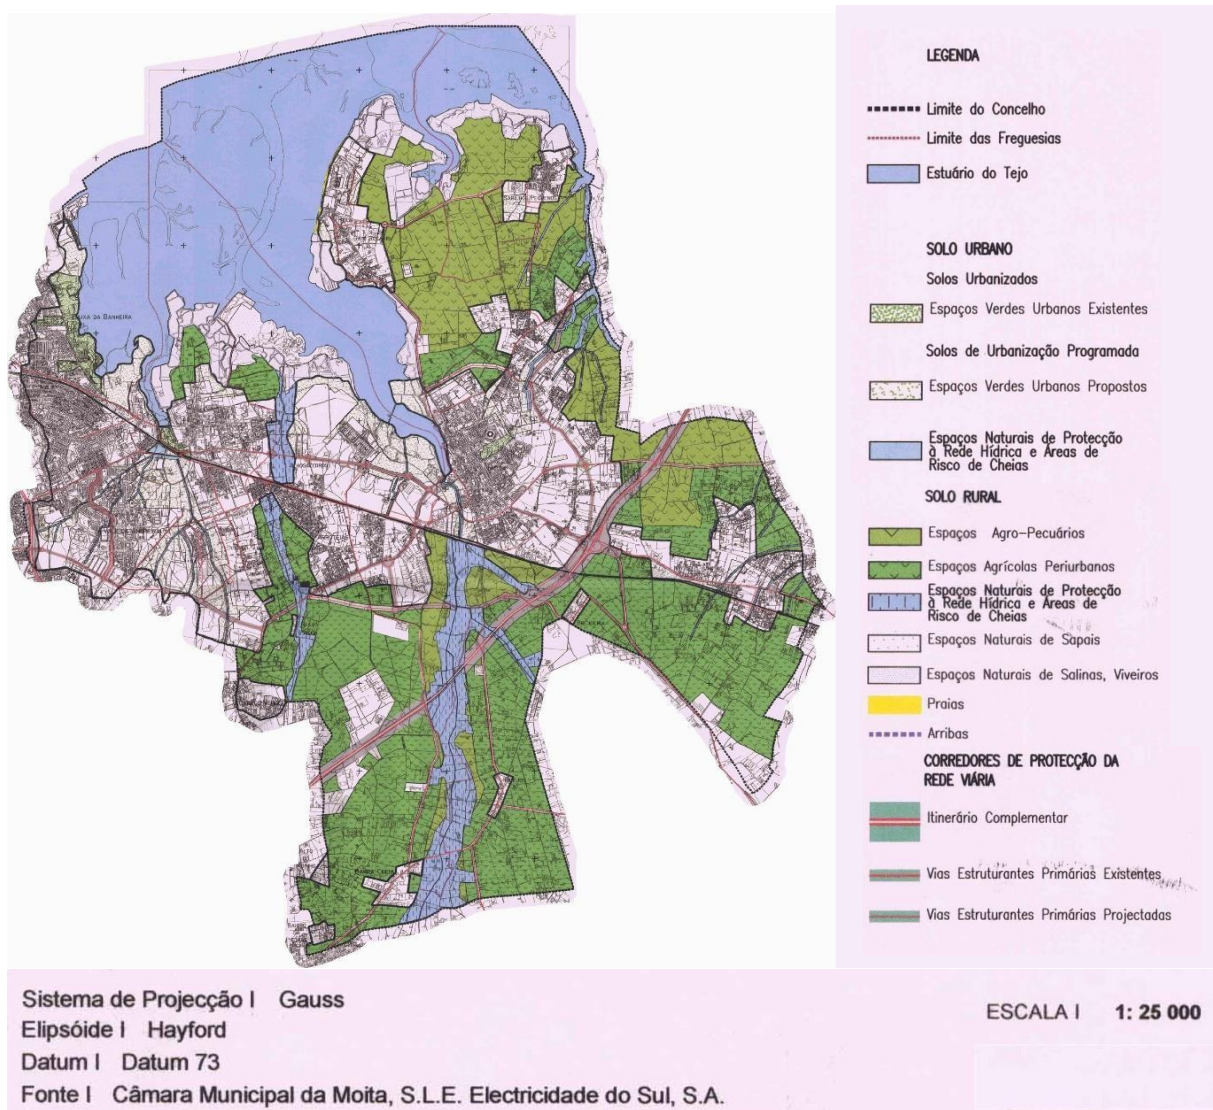 LEGENDA
Limite do Concelho
Limite das Freguesias
Estuário do Tejo
SOLO URBANO
Solos Urbanizados
Espaços Verdes Urbanos Existentes
Solos de Urbanização Programada
Espaços Verdes Urbanos Propostos
Espaços Naturais de Protecção
à Rede Hídrica e Áreas de
Risco de Cheias
SOLO RURAL
Espaços Agro-Pecuários
Espaços Agrícolas Periurbanos
Espaços Naturais de Protecção
à Rede Hídrica e Áreas de
Risco de Cheias
Espaços Naturais de Sapais
Espaços Naturais de Salinas, Viveiros
Praias
Arribas
CORREDORES DE PROTECÇÃO DA
REDE VIÁRIA
Itinerário Complementar
Vias Estruturantes Primárias Existentes
Vias Estruturantes Primárias Projectadas
BAIXA DA BANHEIRA
Sistema de Projecção I Gauss
Elipsóide I Hayford
Datum I Datum 73
Fonte I Câmara Municipal da Moita, S.L.E. Electricidade do Sul, S.A.
ESCALA I 1: 25 000